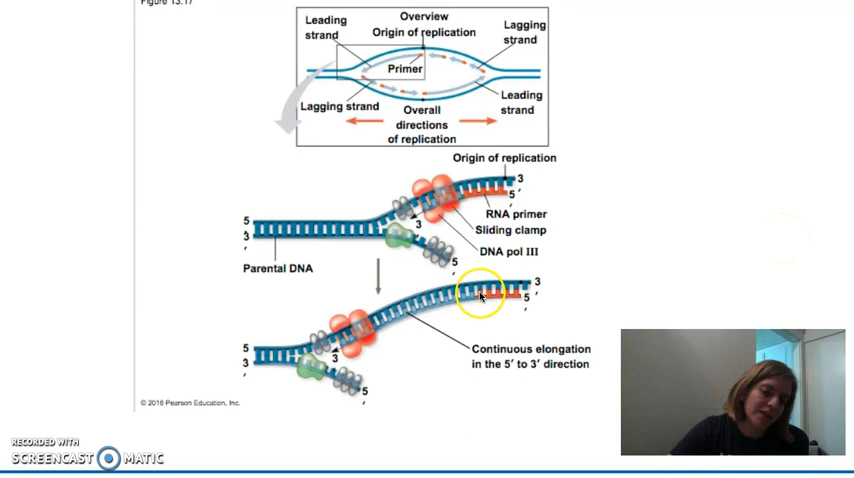 Figure 13.17
Overview
Leading
strand
Origin of replication
Lagging
strand
Primer
Lagging strand
Leading
strand
Overall
directions
of replication
Origin of replication
3
'
5
'
RNA primer
Sliding clamp
DNA pol III
5
3
'
3
'
5
'
Parental DNA
3
'
5
'
Continuous elongation
in the 5' to 3' direction
5
3
'
3
'
5
'
© 2016 Pearson Education, Inc.
RECORDED WITH
SCREENCAST MATIC